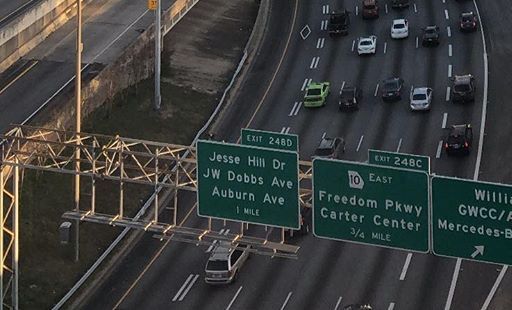 EXIT 248D
Jesse Hill Dr
JW Dobbs Ave
Auburn Ave
1 MILE
EXIT 248C
10 EAST
Freedom Pkwy
Carter Center
3/4 MILE
GWCC/
Mercedes-B